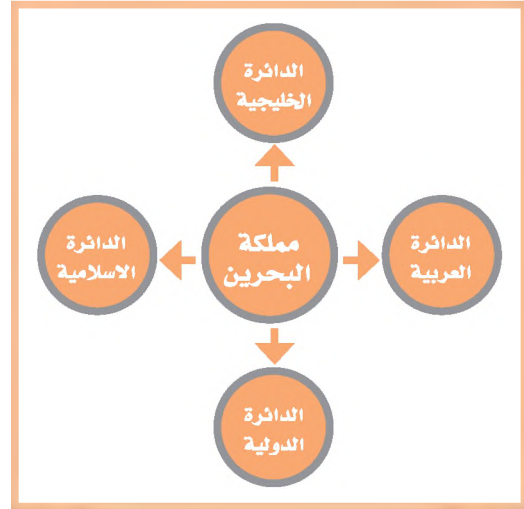 الدائرة
الخليجية
الدائرة
العربية
مملكة
البحرين
الدائرة
الاسلامية
الدائرة
الدولية